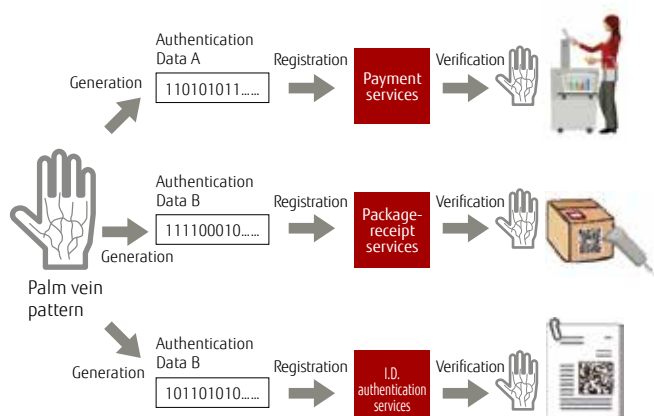 Authentication
Data A
Generation
110101011......
Registration
Payment
services
Verification
Palm vein
pattern
Authentication
Data B
Generation
111100010......
Registration
Package-
receipt
services
Verification
Authentication
Data B
Generation
101101010......
Registration
I.D.
authentication
services
Verification